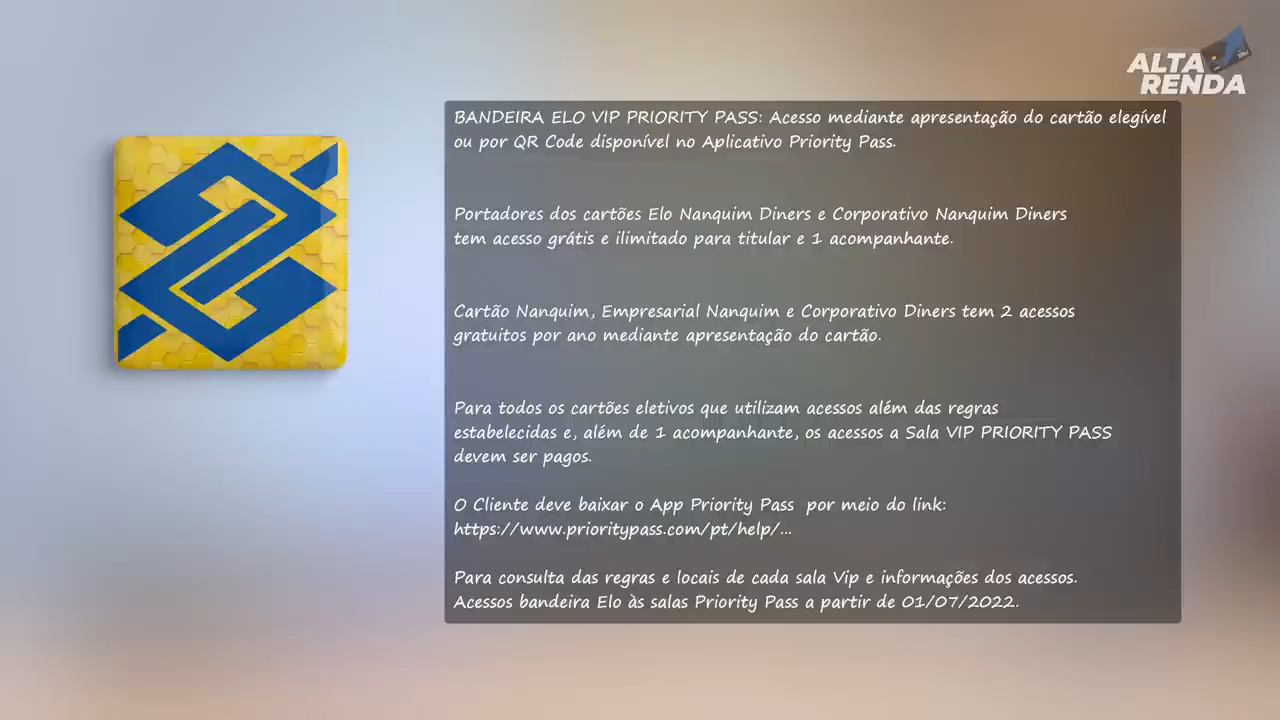 ALTA
RENDA
BANDEIRA ELO VIP PRIORITY PASS: Acesso mediante apresentação do cartão elegível
ou por QR Code disponível no Aplicativo Priority Pass.
Portadores dos cartões Elo Nanquim Diners e Corporativo Nanquim Diners
tem acesso grátis e ilimitado para titular e 1 acompanhante.
Cartão Nanquim, Empresarial Nanquim e Corporativo Diners tem 2 acessos
gratuitos por ano mediante apresentação do cartão.
Para todos os cartões eletivos que utilizam acessos além das regras
estabelecidas e, além de 1 acompanhante, os acessos a Sala VIP PRIORITY PASS
devem ser pagos.
O Cliente deve baixar o App Priority Pass  por meio do link:
https://www.prioritypass.com/pt/help/...
Para consulta das regras e locais de cada sala Vip e informações dos acessos.
Acessos bandeira Elo às salas Priority Pass a partir de 01/07/2022.